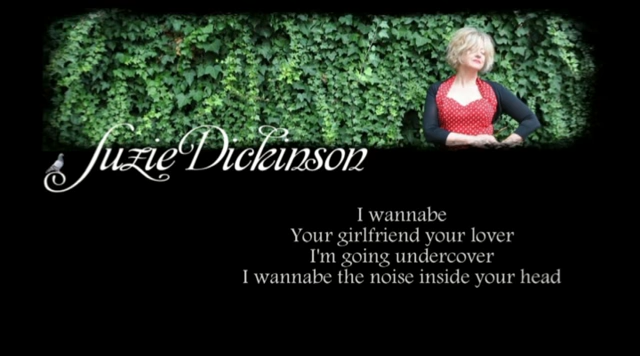 Suzie Dickinson
I wannabe
Your girlfriend your lover
I'm going undercover
I wannabe the noise inside your head